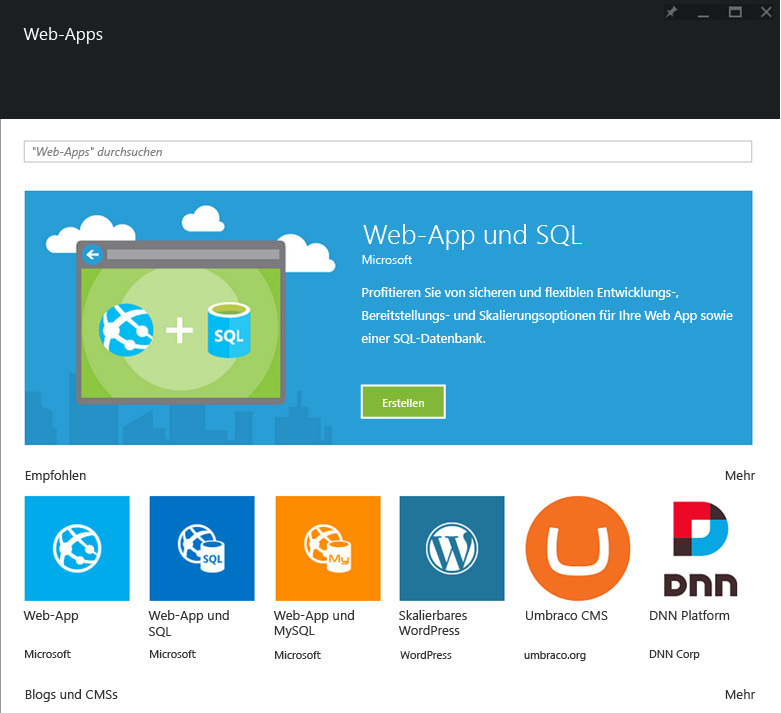 Web-Apps
"Web-Apps" durchsuchen
Web-App und SQL
Microsoft
Profitieren Sie von sicheren und flexiblen Entwicklungs-,
Bereitstellungs- und Skalierungsoptionen für Ihre Web App sowie
einer SQL-Datenbank.
SQL
Erstellen
Empfohlen
Mehr
SQL
My
dnn
Web-App
Web-App und
SQL
Web-App und
MySQL
Skalierbares
WordPress
Umbraco CMS
DNN Platform
Microsoft
Microsoft
Microsoft
WordPress
umbraco.org
DNN Corp
Blogs und CMSs
Mehr